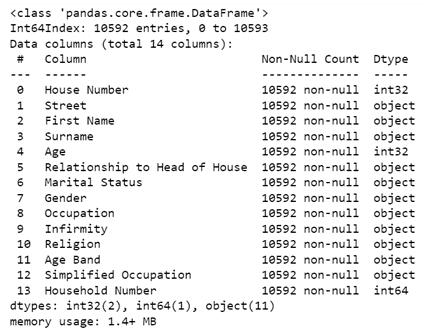 <class 'pandas.core.frame.DataFrame'>
Int64Index: 10592 entries, 0 to 10593
Data columns (total 14 columns):
 #   Column                         Non-Null Count  Dtype
---  ------                         --------------  -----
 0   House Number                   10592 non-null  int32
 1   Street                         10592 non-null  object
 2   First Name                     10592 non-null  object
 3   Surname                        10592 non-null  object
 4   Age                            10592 non-null  int32
 5   Relationship to Head of House  10592 non-null  object
 6   Marital Status                 10592 non-null  object
 7   Gender                         10592 non-null  object
 8   Occupation                     10592 non-null  object
 9   Infirmity                      10592 non-null  object
 10  Religion                       10592 non-null  object
 11  Age Band                       10592 non-null  object
 12  Simplified Occupation          10592 non-null  object
 13  Household Number               10592 non-null  int64
dtypes: int32(2), int64(1), object(11)
memory usage: 1.4+ MB